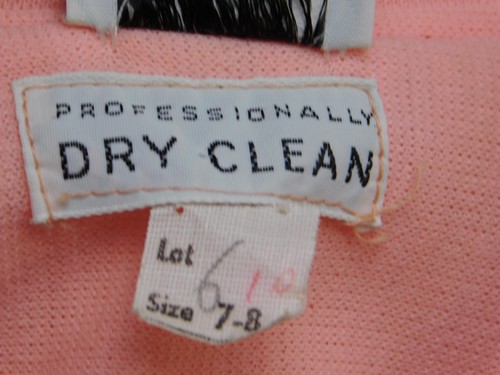 PROFESSIONALLY
DRY CLEAN
Lot 6 10
Size 7-8